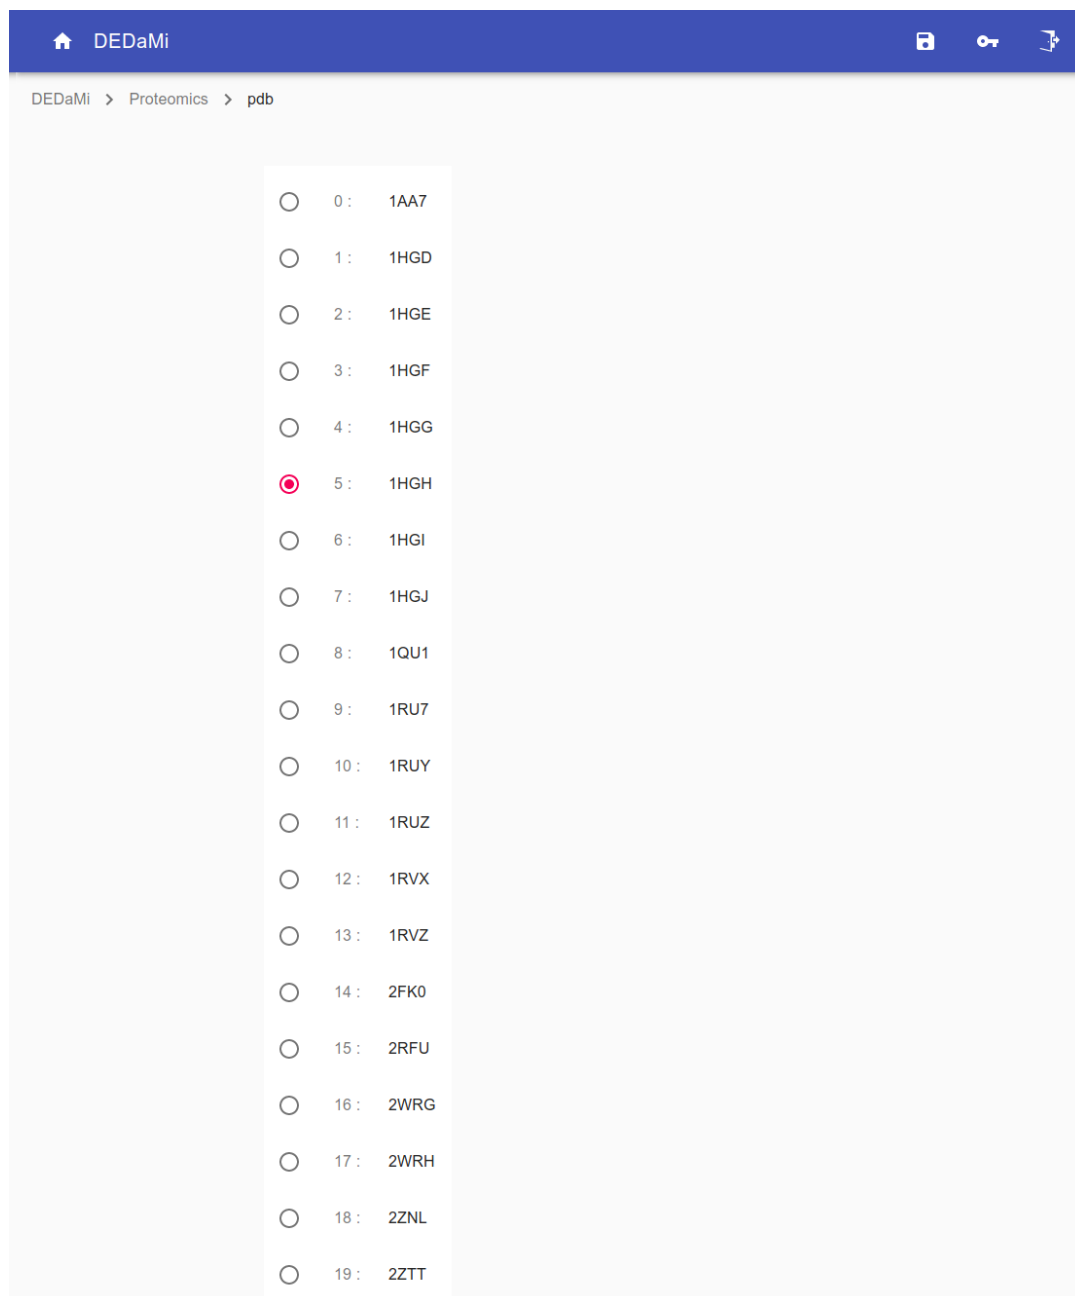 DEDaMi
DEDaMi > Proteomics > pdb
0 : 1AA7
1 : 1HGD
2 : 1HGE
3 : 1HGF
4 : 1HGG
5 : 1HGH
6 : 1HGI
7 : 1HGJ
8 : 1QU1
9 : 1RU7
10 : 1RUY
11 : 1RUZ
12 : 1RVX
13 : 1RVZ
14 : 2FK0
15 : 2RFU
16 : 2WRG
17 : 2WRH
18 : 2ZNL
19 : 2ZTT